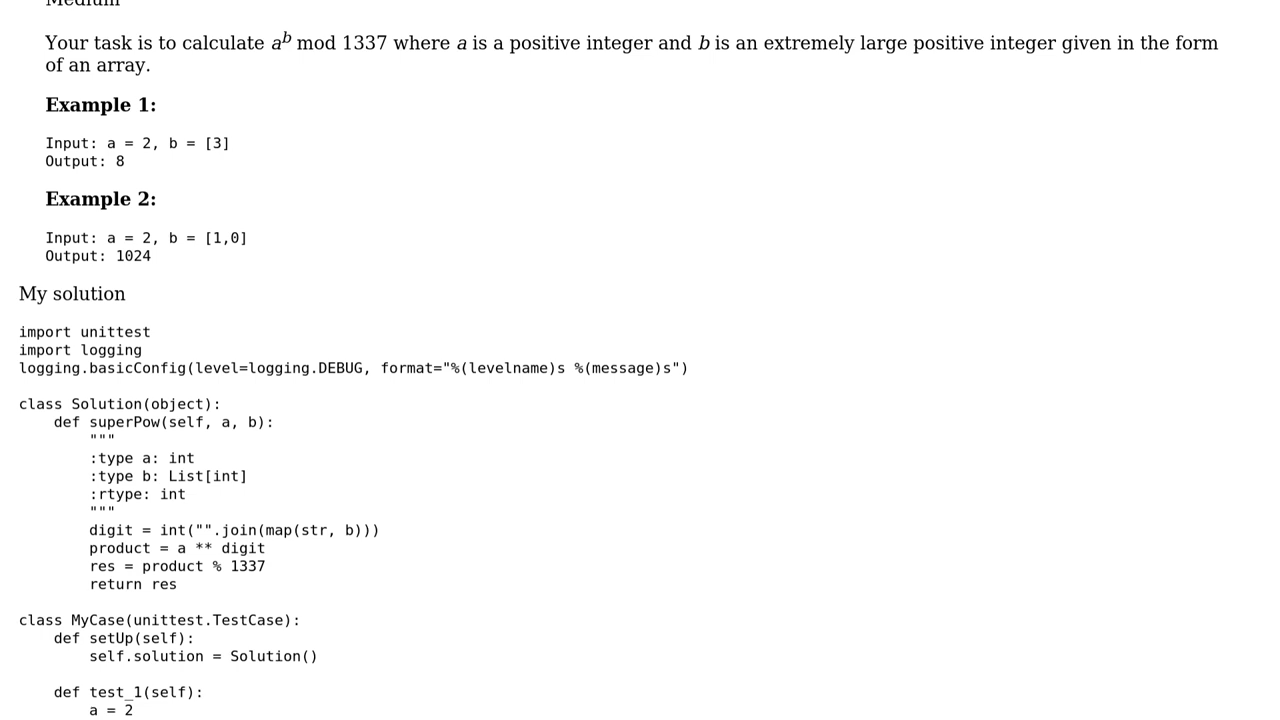 Medium
Your task is to calculate ab mod 1337 where a is a positive integer and b is an extremely large positive integer given in the form
of an array.
Example 1:
Input: a = 2, b = [3]
Output: 8
Example 2:
Input: a = 2, b = [1,0]
Output: 1024
My solution
import unittest
import logging
logging.basicConfig(level=logging.DEBUG, format="%(levelname)s %(message)s")
class Solution(object):
    def superPow(self, a, b):
        """
        :type a: int
        :type b: List[int]
        :rtype: int
        """
        digit = int("".join(map(str, b)))
        product = a ** digit
        res = product % 1337
        return res
class MyCase(unittest.TestCase):
    def setUp(self):
        self.solution = Solution()
    def test_1(self):
        a = 2